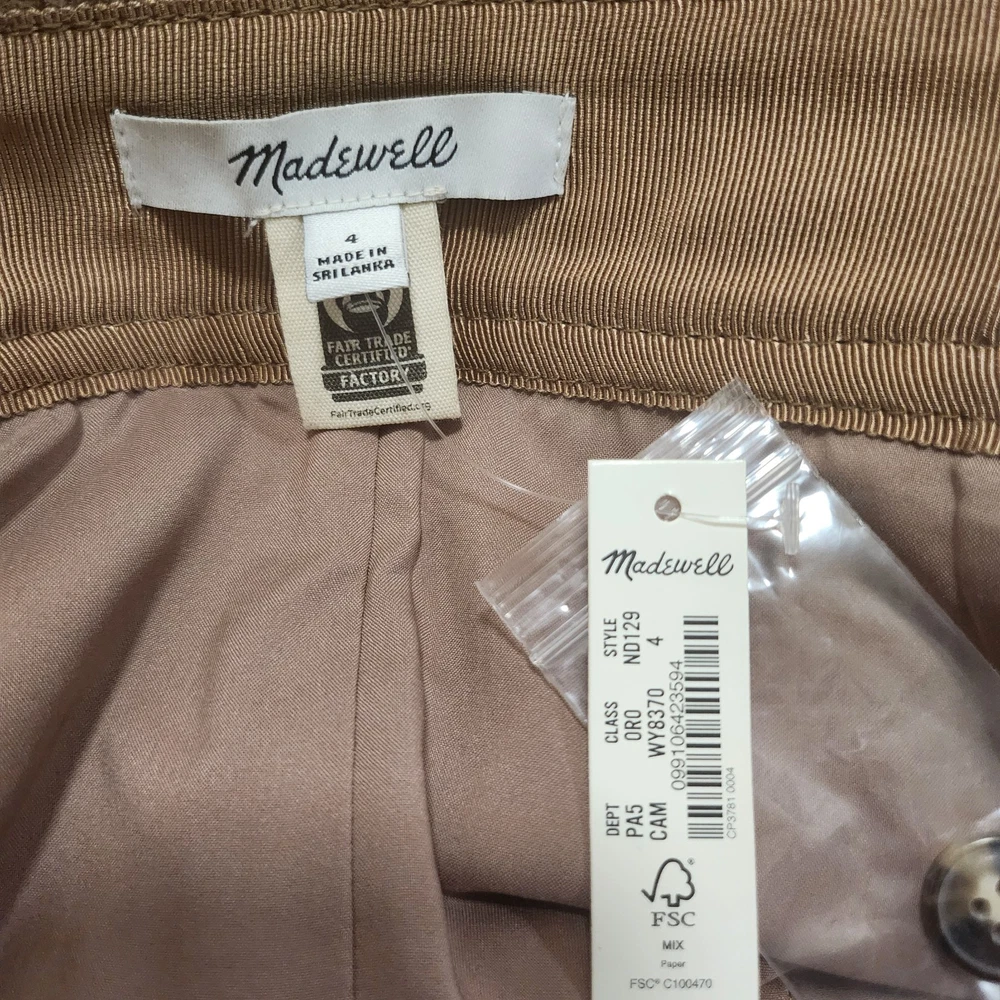 Madewell
4
MADE IN
SRI LANKA
FAIR TRADE
CERTIFIED
FACTORY
FairTradeCertified.org
Madewell
DEPT CLASS STYLE
PA5 ORO ND129
CAM WY8370 4
099106423594
CP3781 0004
FSC®
MIX
Paper
FSC® C100470